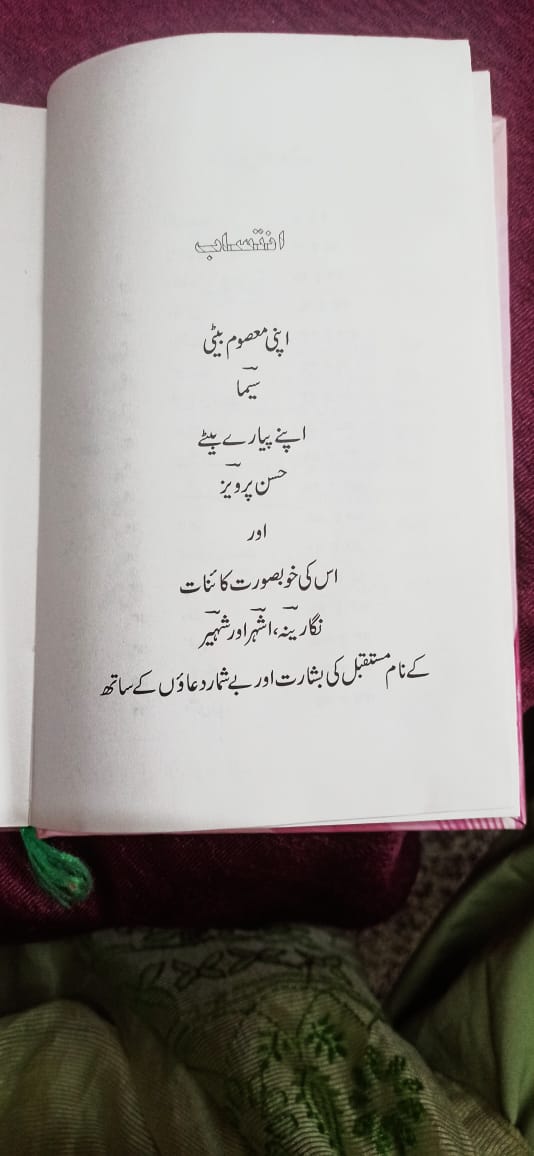 انتساب
اپنی معصوم بیٹی
سیما
اپنے پیارے بیٹے
حسن پرویز
اور
اس کی خوبصورت کائنات
نگارینہ، اشہر اور شہیر
کے نام مستقبل کی بشارت اور بے شمار دعاؤں کے ساتھ